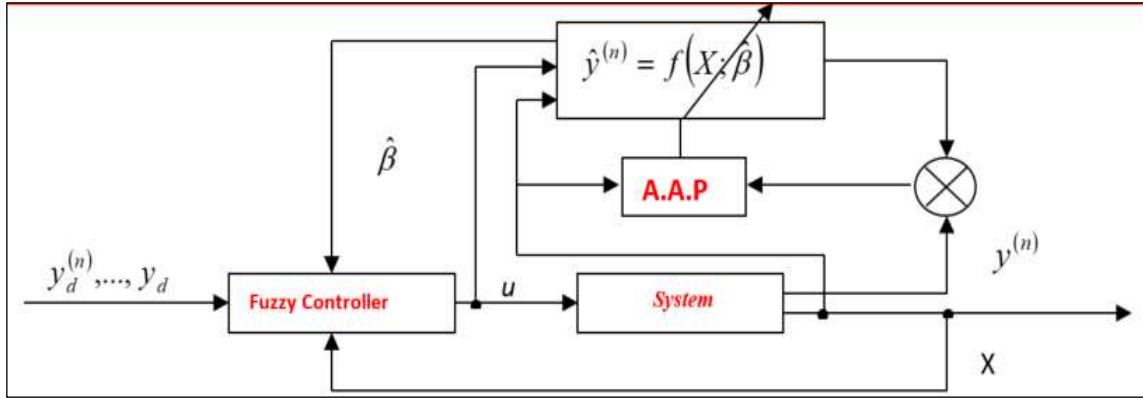 ŷ⁽ⁿ⁾ = f(X; β̂)
β̂
A.A.P
y⁽ⁿ⁾
y_d⁽ⁿ⁾,..., y_d
Fuzzy Controller
u
System
X